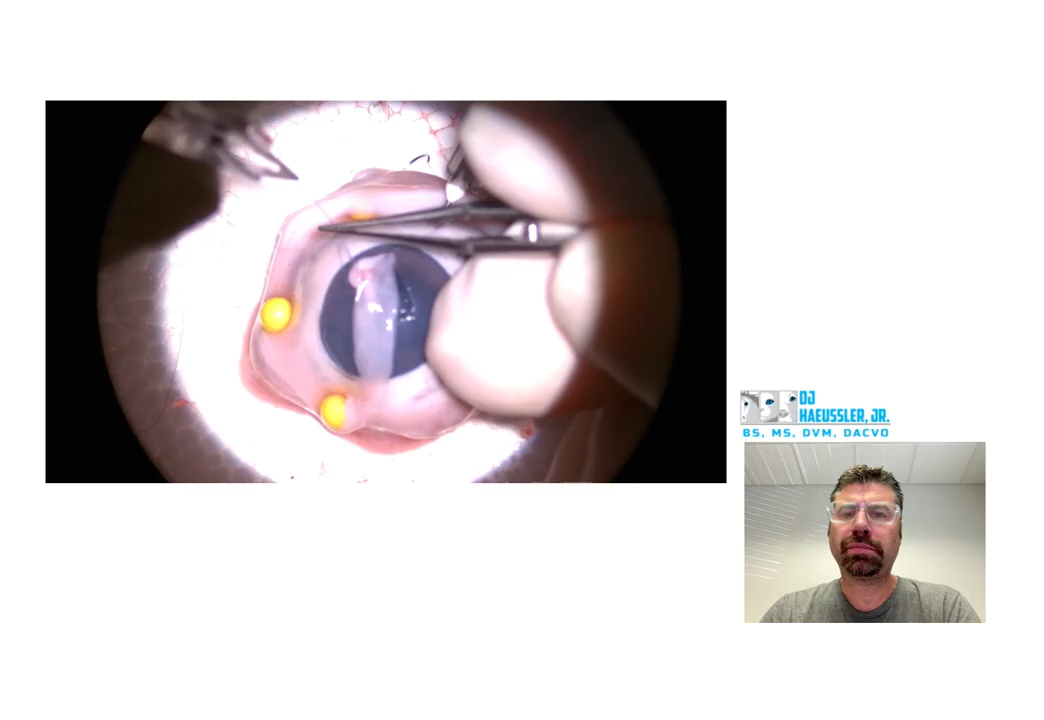 DJ
HAEUSSLER, JR.
BS, MS, DVM, DACVO